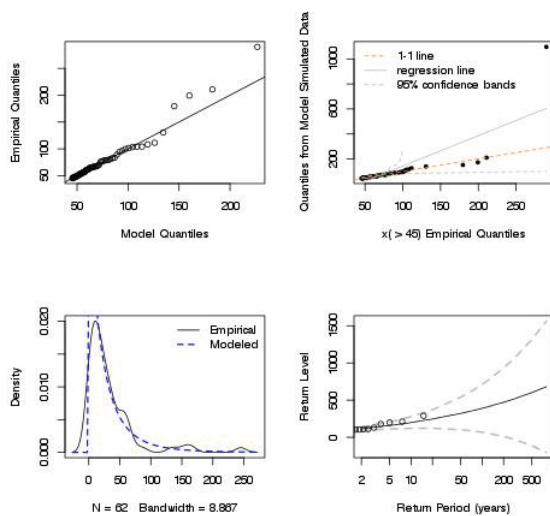 Empirical Quantiles
50
100
200
50
100
150
200
Model Quantiles
Quantiles from Model Simulated Data
200
600
1000
1-1 line
regression line
95% confidence bands
50
100
150
200
250
x( > 45) Empirical Quantiles
Density
0.000
0.010
0.020
Empirical
Modeled
0
50
100
150
200
250
N = 62 Bandwidth = 8.867
Return Level
0
500
1000
1500
2
5
10
50
200
500
Return Period (years)